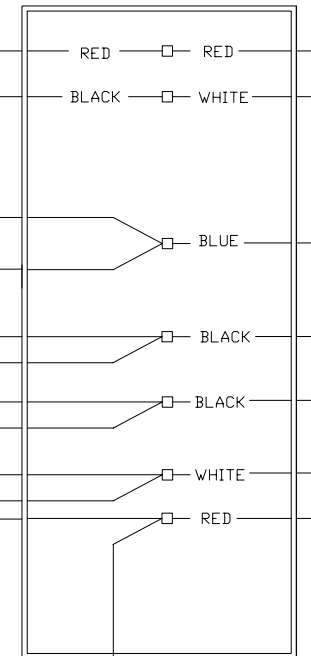 RED RED
BLACK WHITE
BLUE
BLACK
BLACK
WHITE
RED